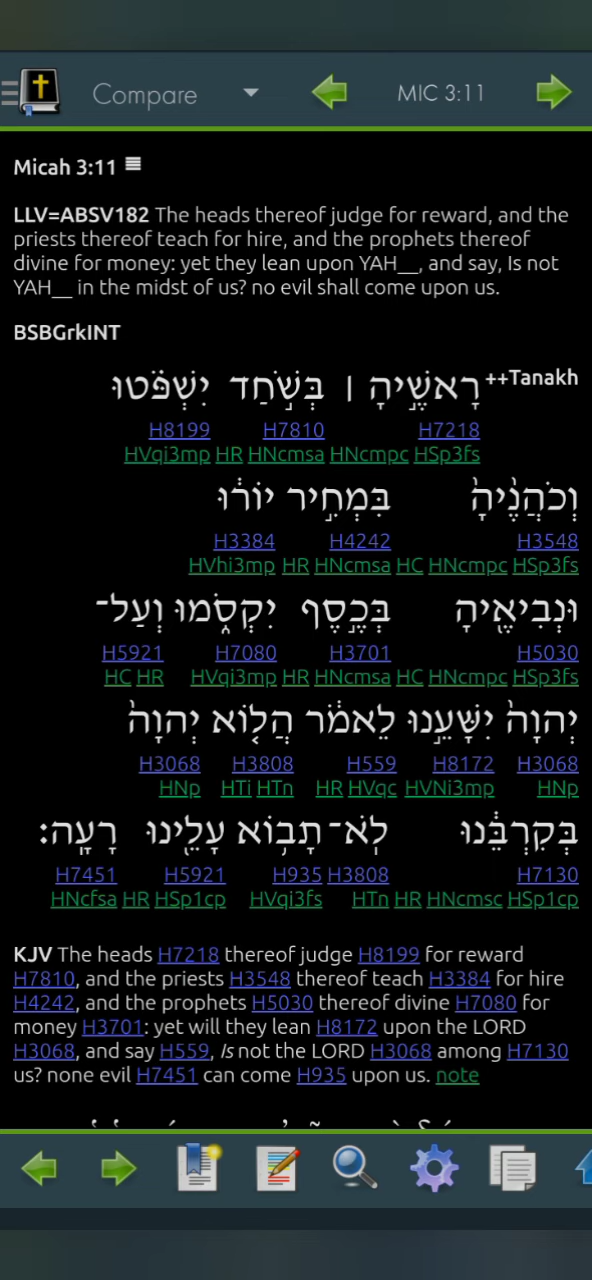 Compare
MIC 3:11
Micah 3:11
LLV=ABSV182 The heads thereof judge for reward, and the
priests thereof teach for hire, and the prophets thereof
divine for money: yet they lean upon YAH__, and say, Is not
YAH__ in the midst of us? no evil shall come upon us.
BSBGrkINT
++Tanakh רָאשֶׁ֣יהָ ׀ בְּשֹׁ֣חַד יִשְׁפֹּ֗טוּ
H8199 H7810 H7218
HVqi3mp HR HNcmsa HNcmpc HSp3fs
וְכֹהֲנֶ֙יהָ֙ בִּמְחִ֣יר יוֹר֔וּ
H3384 H4242 H3548
HVhi3mp HR HNcmsa HC HNcmpc HSp3fs
וּנְבִיאֶ֖יהָ בְּכֶ֣סֶף יִקְסֹ֑מוּ וְעַל־
H5921 H7080 H3701 H5030
HC HR HVqi3mp HR HNcmsa HC HNcmpc HSp3fs
יְהוָה֙ יִשָּׁעֵ֣נוּ לֵאמֹ֔ר הֲל֤וֹא יְהוָה֙
H3068 H3808 H559 H8172 H3068
HNp HTi HTn HR HVqc HVNi3mp HNp
בְּקִרְבֵּ֔נוּ לֹֽא־ תָב֥וֹא עָלֵ֖ינוּ רָעָֽה׃
H7451 H5921 H935 H3808 H7130
HNcfsa HR HSp1cp HVqi3fs HTn HR HNcmsc HSp1cp
KJV The heads H7218 thereof judge H8199 for reward
H7810, and the priests H3548 thereof teach H3384 for hire
H4242, and the prophets H5030 thereof divine H7080 for
money H3701: yet will they lean H8172 upon the LORD
H3068, and say H559, Is not the LORD H3068 among H7130
us? none evil H7451 can come H935 upon us. note